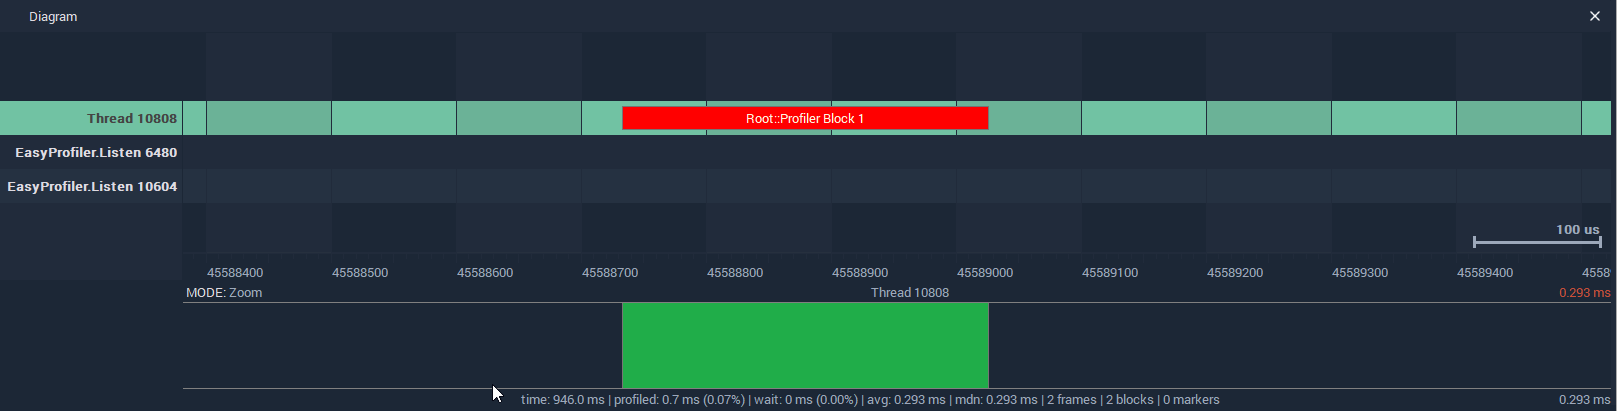 Diagram
Thread 10808
Root::Profiler Block 1
EasyProfiler.Listen 6480
EasyProfiler.Listen 10604
100 us
45588400 45588500 45588600 45588700 45588800 45588900 45589000 45589100 45589200 45589300 45589400 4558
MODE: Zoom Thread 10808 0.293 ms
time: 946.0 ms | profiled: 0.7 ms (0.07%) | wait: 0 ms (0.00%) | avg: 0.293 ms | mdn: 0.293 ms | 2 frames | 2 blocks | 0 markers 0.293 ms